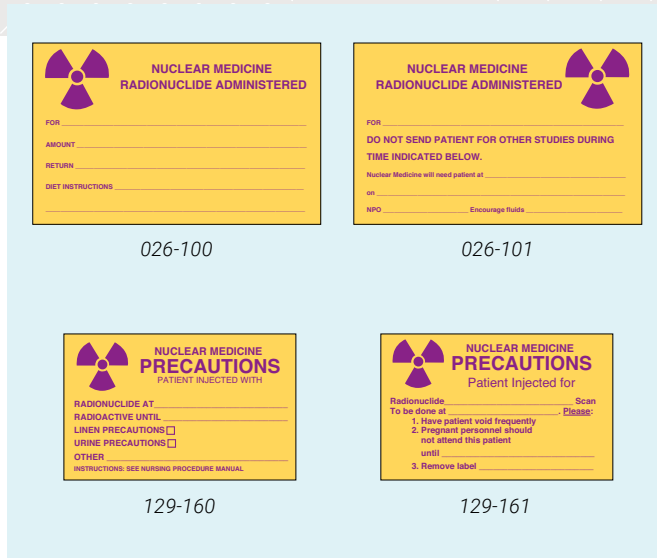 NUCLEAR MEDICINE
RADIONUCLIDE ADMINISTERED
FOR
AMOUNT
RETURN
DIET INSTRUCTIONS
026-100
NUCLEAR MEDICINE
RADIONUCLIDE ADMINISTERED
FOR
DO NOT SEND PATIENT FOR OTHER STUDIES DURING
TIME INDICATED BELOW.
Nuclear Medicine will need patient at
on
NPO Encourage fluids
026-101
NUCLEAR MEDICINE
PRECAUTIONS
PATIENT INJECTED WITH
RADIONUCLIDE AT
RADIOACTIVE UNTIL
LINEN PRECAUTIONS
URINE PRECAUTIONS
OTHER
INSTRUCTIONS: SEE NURSING PROCEDURE MANUAL
129-160
NUCLEAR MEDICINE
PRECAUTIONS
Patient Injected for
Radionuclide Scan
To be done at . Please:
1. Have patient void frequently
2. Pregnant personnel should
not attend this patient
until
3. Remove label
129-161